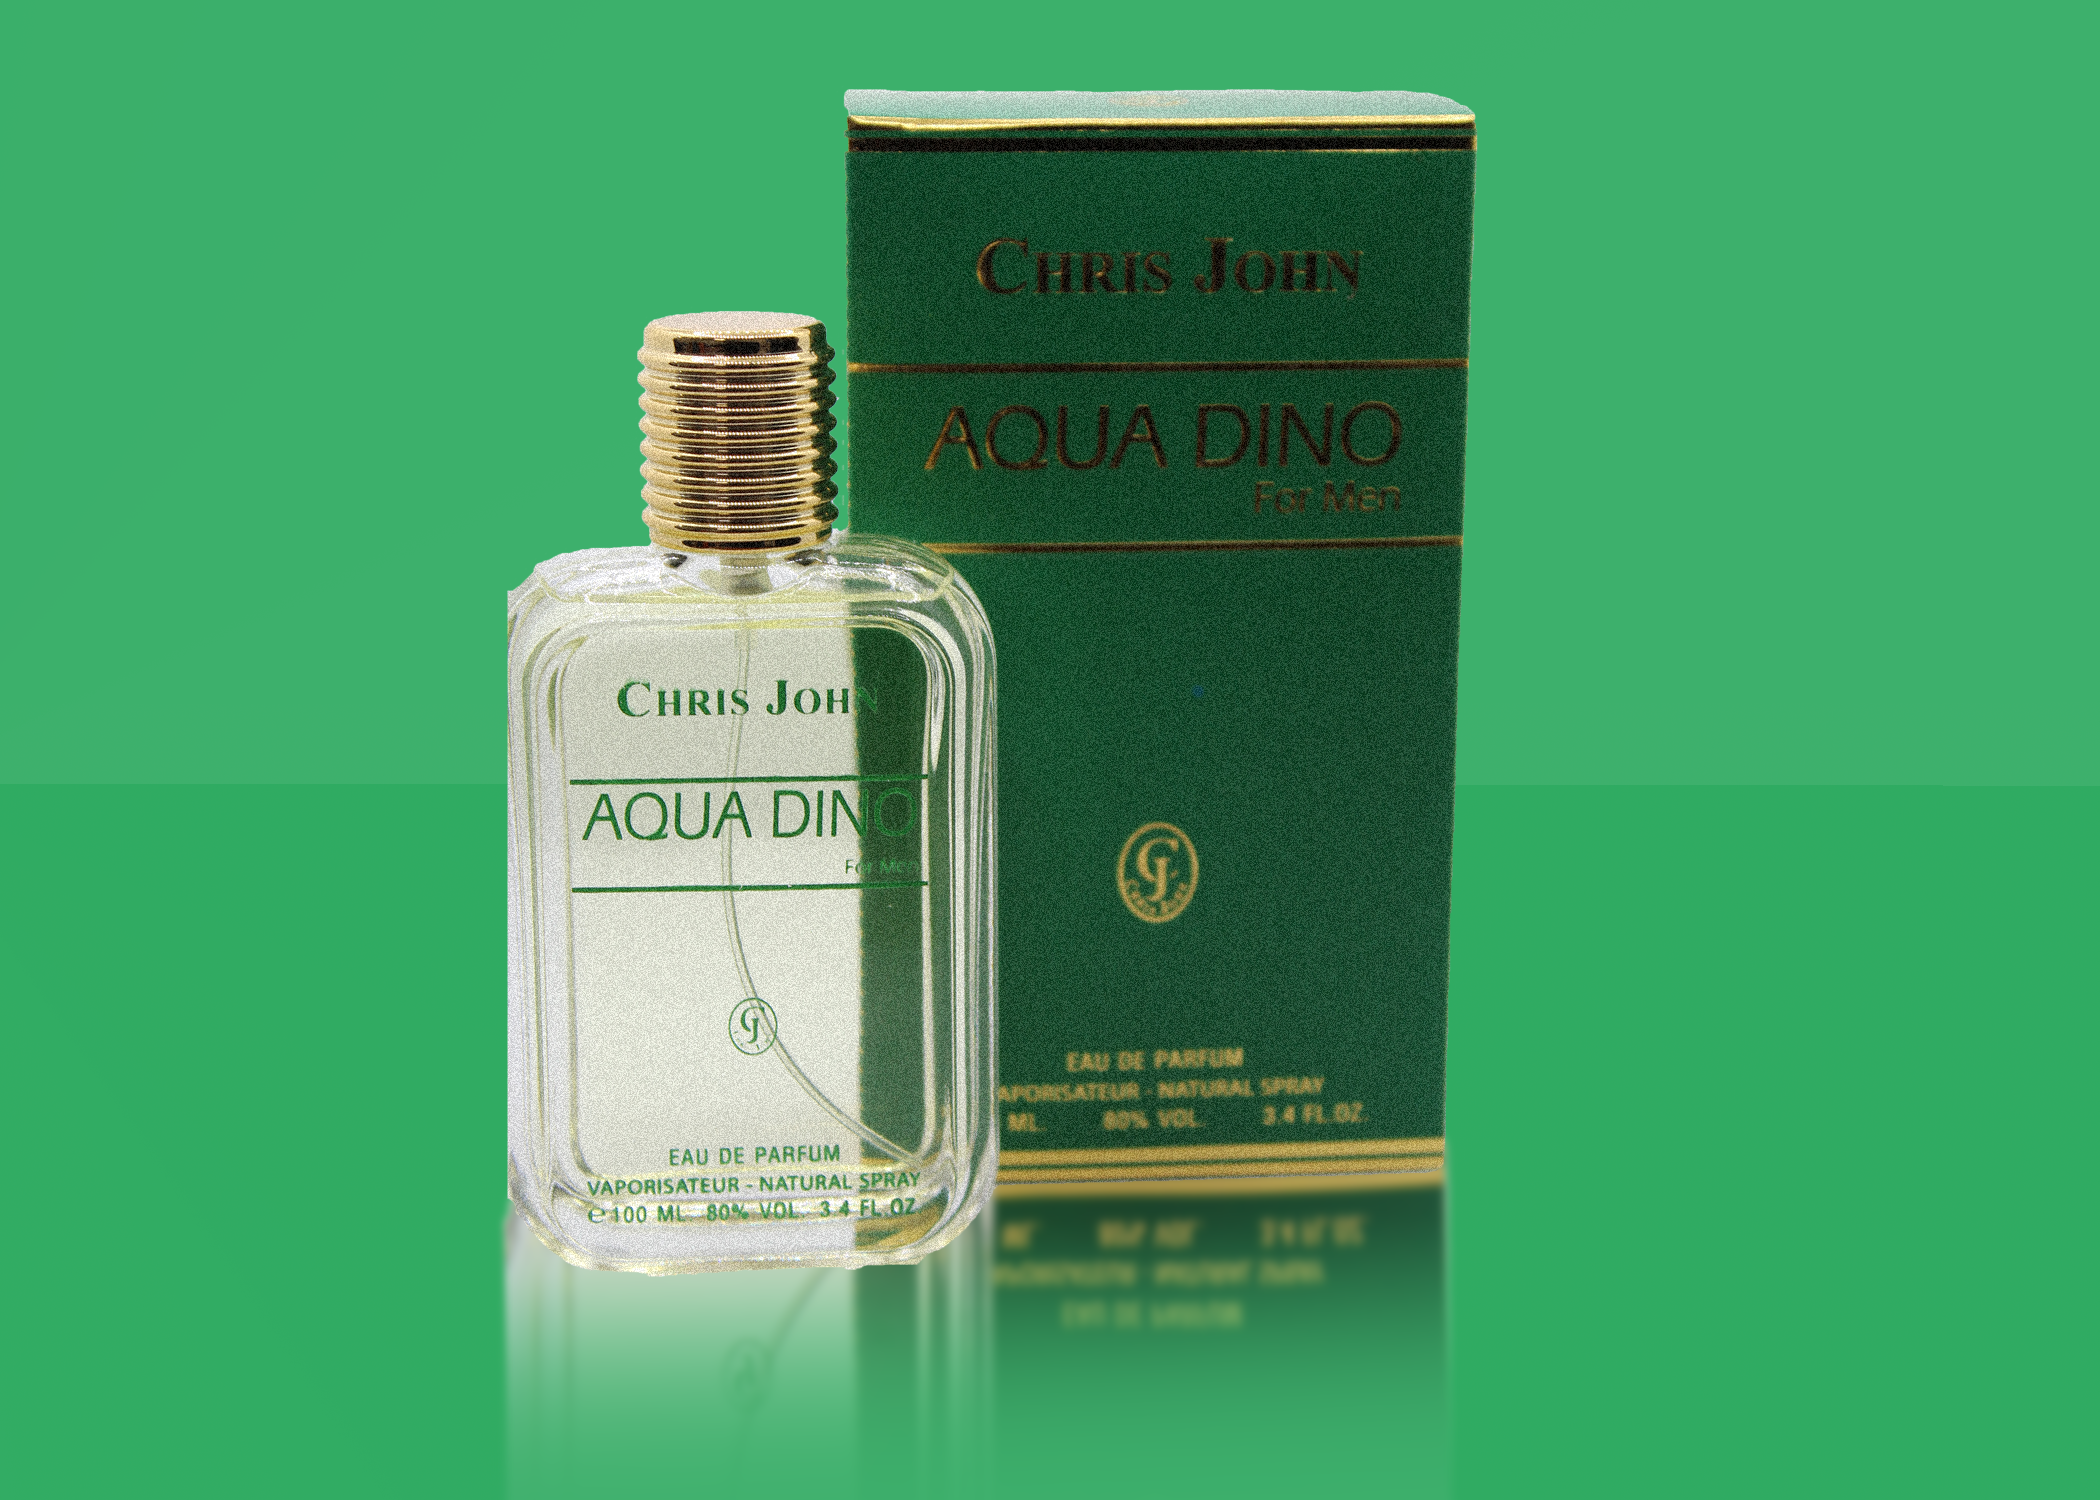 CHRIS JOHN
AQUA DINO
For Men
EAU DE PARFUM
APORISATEUR - NATURAL SPRAY
ML. 80% VOL. 3.4 FL.OZ.
CHRIS JOHN
AQUA DINO
For Men
EAU DE PARFUM
VAPORISATEUR - NATURAL SPRAY
e 100 ML. 80% VOL. 3.4 FL.OZ.